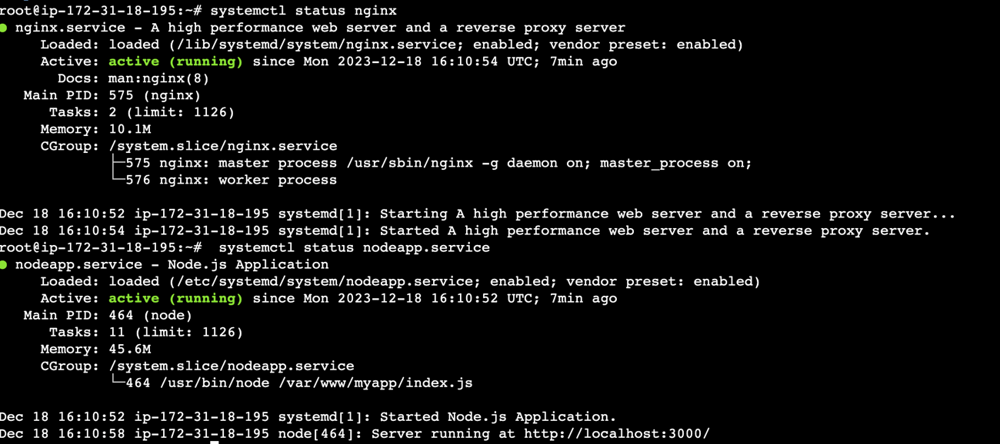 root@ip-172-31-18-195:~# systemctl status nginx
● nginx.service - A high performance web server and a reverse proxy server
Loaded: loaded (/lib/systemd/system/nginx.service; enabled; vendor preset: enabled)
Active: active (running) since Mon 2023-12-18 16:10:54 UTC; 7min ago
Docs: man:nginx(8)
Main PID: 575 (nginx)
Tasks: 2 (limit: 1126)
Memory: 10.1M
CGroup: /system.slice/nginx.service
├─575 nginx: master process /usr/sbin/nginx -g daemon on; master_process on;
└─576 nginx: worker process
Dec 18 16:10:52 ip-172-31-18-195 systemd[1]: Starting A high performance web server and a reverse proxy server...
Dec 18 16:10:54 ip-172-31-18-195 systemd[1]: Started A high performance web server and a reverse proxy server.
root@ip-172-31-18-195:~#  systemctl status nodeapp.service
● nodeapp.service - Node.js Application
Loaded: loaded (/etc/systemd/system/nodeapp.service; enabled; vendor preset: enabled)
Active: active (running) since Mon 2023-12-18 16:10:52 UTC; 7min ago
Main PID: 464 (node)
Tasks: 11 (limit: 1126)
Memory: 45.6M
CGroup: /system.slice/nodeapp.service
└─464 /usr/bin/node /var/www/myapp/index.js
Dec 18 16:10:52 ip-172-31-18-195 systemd[1]: Started Node.js Application.
Dec 18 16:10:58 ip-172-31-18-195 node[464]: Server running at http://localhost:3000/